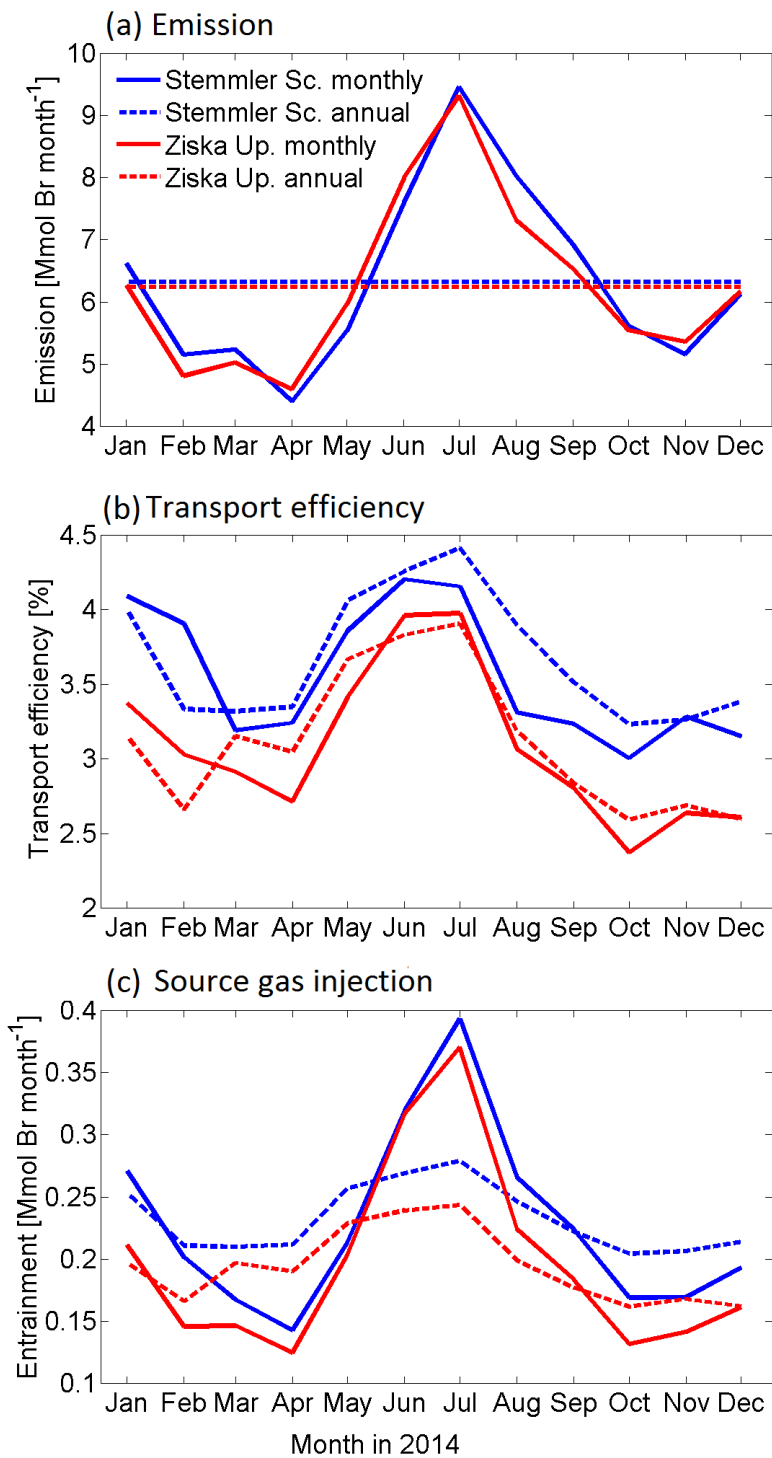 (a) Emission
Emission [Mmol Br month⁻¹]
10
9
8
7
6
5
4
Stemmler Sc. monthly
Stemmler Sc. annual
Ziska Up. monthly
Ziska Up. annual
Jan Feb Mar Apr May Jun Jul Aug Sep Oct Nov Dec
(b) Transport efficiency
Transport efficiency [%]
4.5
4
3.5
3
2.5
2
Jan Feb Mar Apr May Jun Jul Aug Sep Oct Nov Dec
(c) Source gas injection
Entrainment [Mmol Br month⁻¹]
0.4
0.35
0.3
0.25
0.2
0.15
0.1
Jan Feb Mar Apr May Jun Jul Aug Sep Oct Nov Dec
Month in 2014